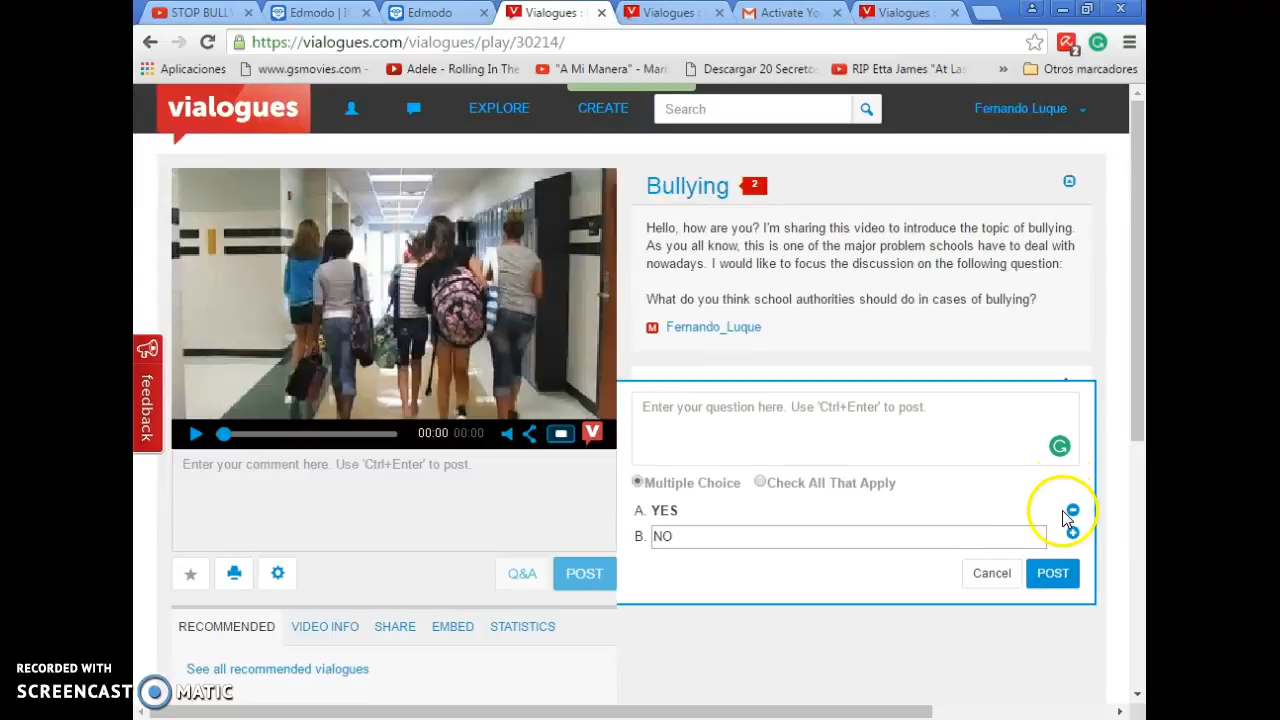 STOP BULLY
Edmodo | I
Edmodo
Vialogues :
Vialogues :
Activate Yo
Vialogues :
https://vialogues.com/vialogues/play/30214/
2
Aplicaciones
www.gsmovies.com -
Adele - Rolling In The
"A Mi Manera" - Mari
Descargar 20 Secreto
RIP Etta James "At Las
»
Otros marcadores
vialogues
EXPLORE
CREATE
Search
Fernando Luque
Bullying 2
Hello, how are you? I'm sharing this video to introduce the topic of bullying.
As you all know, this is one of the major problem schools have to deal with
nowadays. I would like to focus the discussion on the following question:
What do you think school authorities should do in cases of bullying?
M Fernando_Luque
feedback
00:00 00:00
V
Enter your comment here. Use 'Ctrl+Enter' to post.
Enter your question here. Use 'Ctrl+Enter' to post.
Multiple Choice
Check All That Apply
A. YES
B. NO
Cancel
POST
Q&A
POST
RECOMMENDED
VIDEO INFO
SHARE
EMBED
STATISTICS
See all recommended vialogues
RECORDED WITH
SCREENCAST MATIC